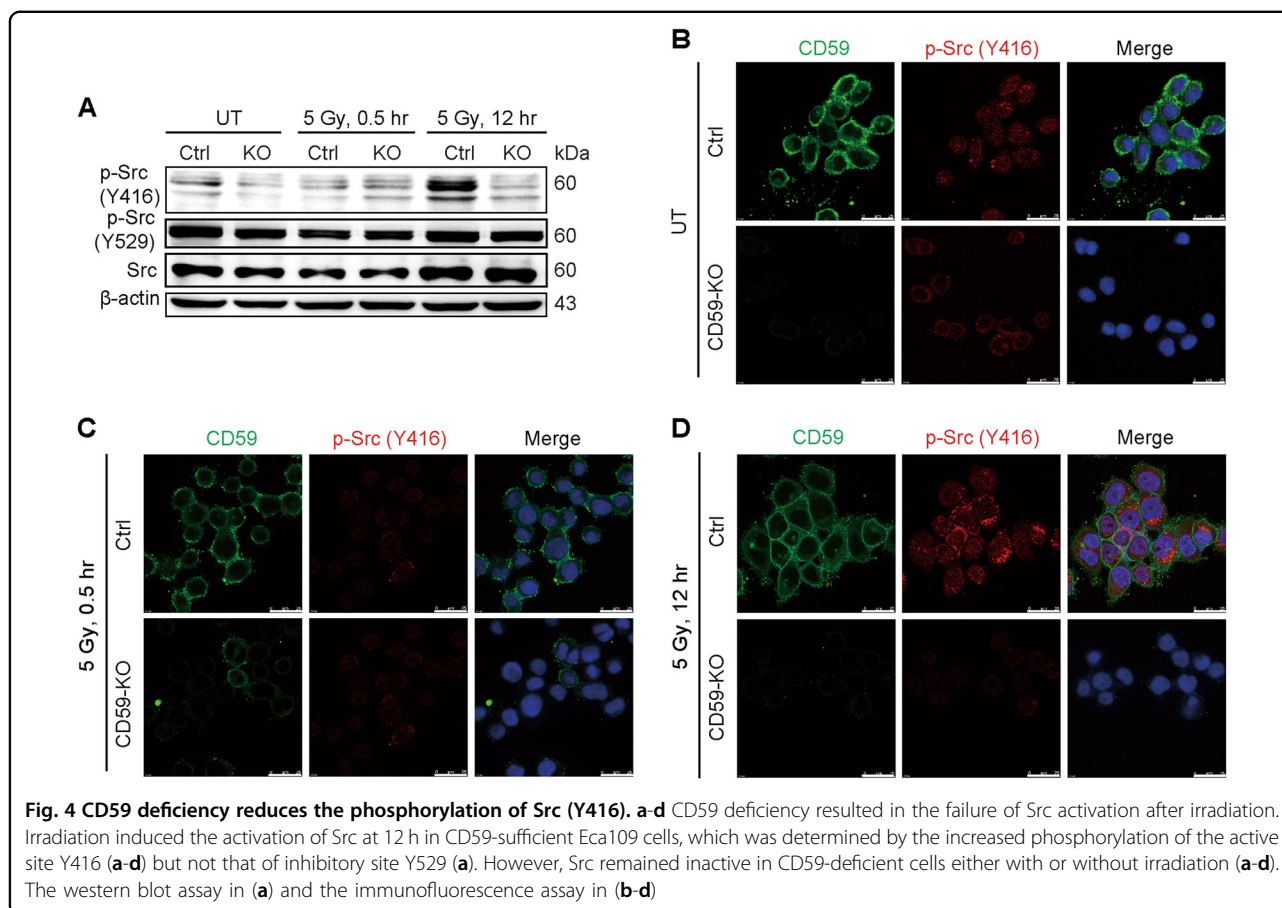 A
UT 5 Gy, 0.5 hr 5 Gy, 12 hr
Ctrl KO Ctrl KO Ctrl KO kDa
p-Src
(Y416) 60
p-Src
(Y529) 60
Src 60
β-actin 43
B
CD59 p-Src (Y416) Merge
UT
Ctrl
CD59-KO
C
CD59 p-Src (Y416) Merge
5 Gy, 0.5 hr
Ctrl
CD59-KO
D
CD59 p-Src (Y416) Merge
5 Gy, 12 hr
Ctrl
CD59-KO
Fig. 4 CD59 deficiency reduces the phosphorylation of Src (Y416). a-d CD59 deficiency resulted in the failure of Src activation after irradiation.
Irradiation induced the activation of Src at 12 h in CD59-sufficient Eca109 cells, which was determined by the increased phosphorylation of the active
site Y416 (a-d) but not that of inhibitory site Y529 (a). However, Src remained inactive in CD59-deficient cells either with or without irradiation (a-d).
The western blot assay in (a) and the immunofluorescence assay in (b-d)